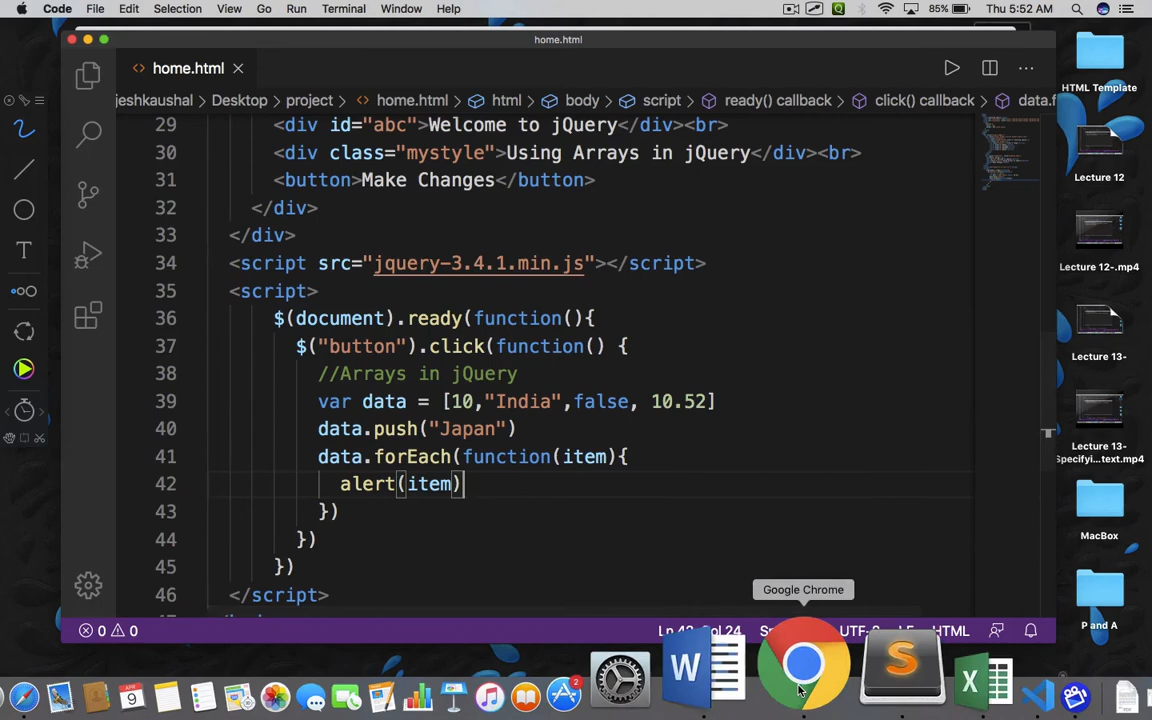 Code File Edit Selection View Go Run Terminal Window Help
85% Thu 5:52 AM
home.html
home.html
jeshkaushal > Desktop > project > home.html > html > body > script > ready() callback > click() callback > data.f
29 <div id="abc">Welcome to jQuery</div><br>
30 <div class="mystyle">Using Arrays in jQuery</div><br>
31 <button>Make Changes</button>
32 </div>
33 </div>
34 <script src="jquery-3.4.1.min.js"></script>
35 <script>
36 $(document).ready(function(){
37 $("button").click(function() {
38 //Arrays in jQuery
39 var data = [10,"India",false, 10.52]
40 data.push("Japan")
41 data.forEach(function(item){
42 alert(item)
43 })
44 })
45 })
46 </script>
0 0
HTML
HTML Template
Lecture 12
Lecture 12-.mp4
Lecture 13-
Lecture 13-
Specifyi...text.mp4
MacBox
P and A
Google Chrome
T
APR
9
2
W
S
X